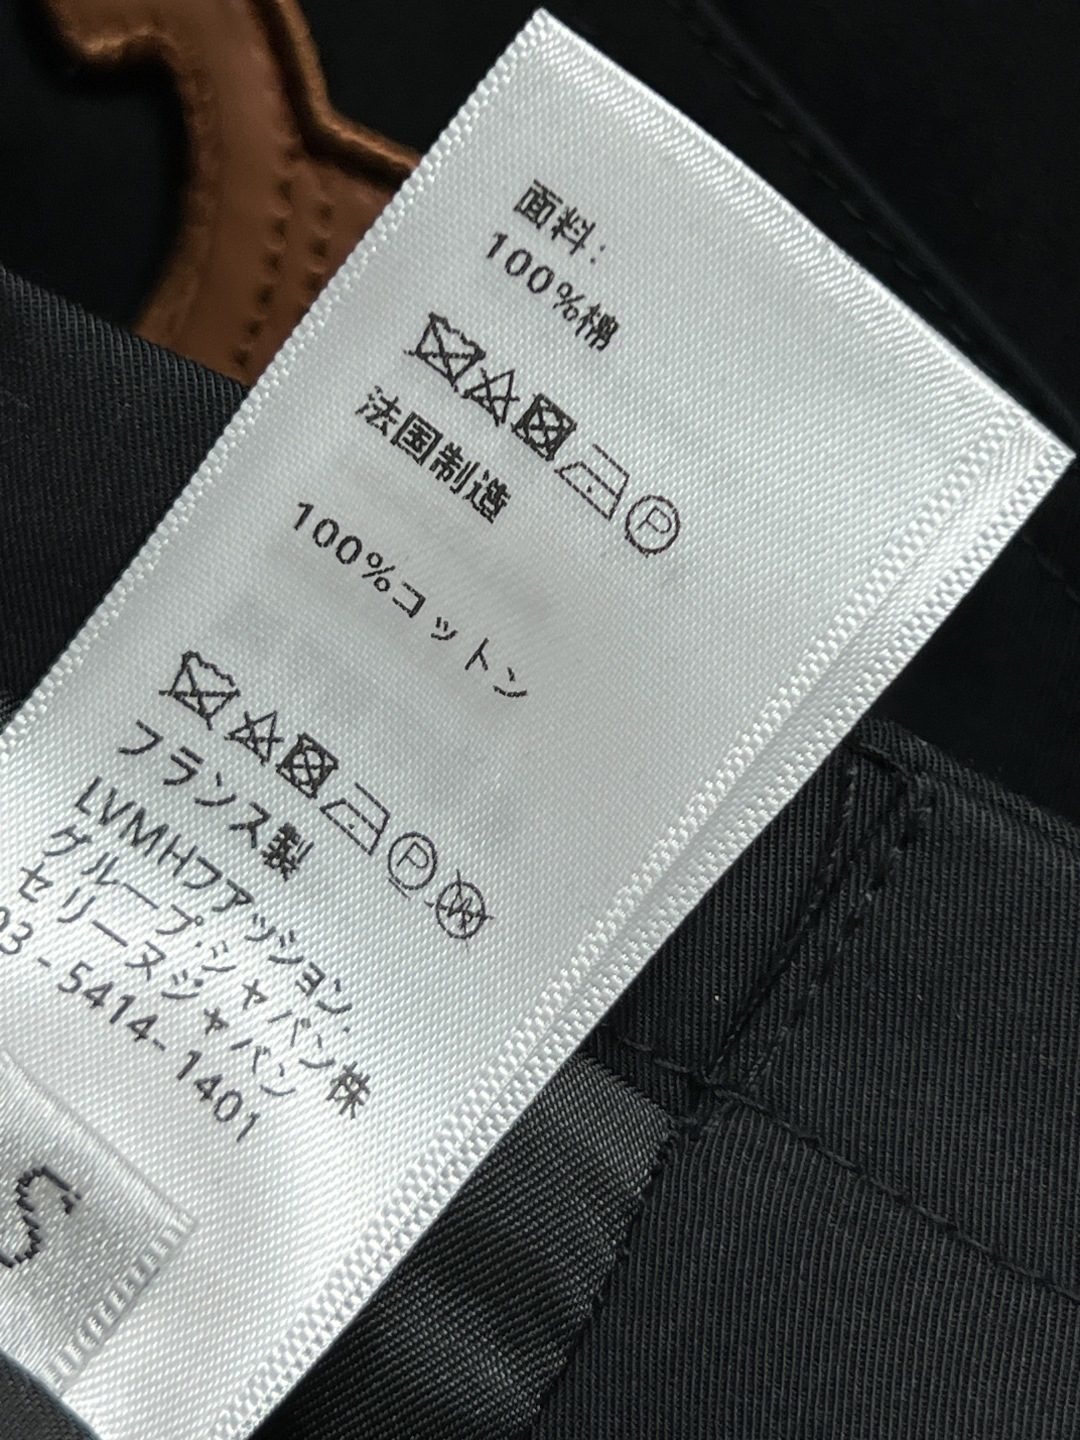 面料:
100%棉
P
法国制造
100%コットン
P W
フランス製
LVMHファッション.
グループ.ジャパン株
セリーヌジャパン
03-5414-1401
S